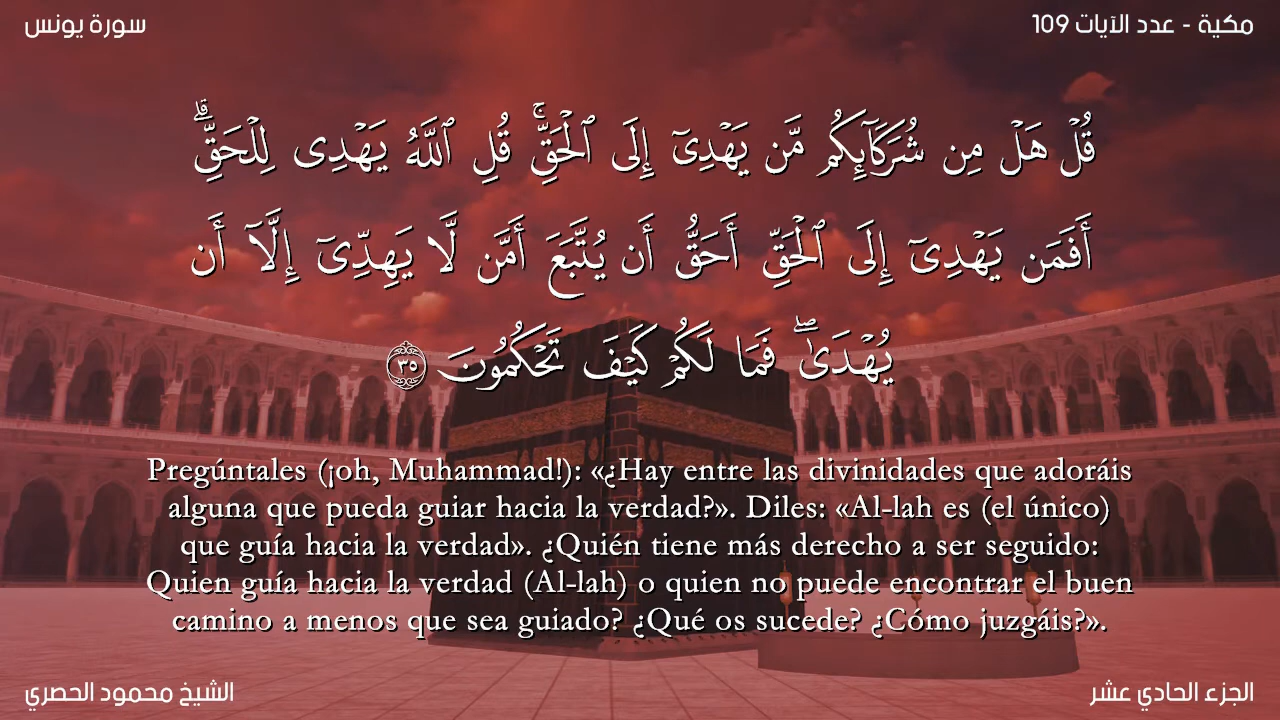 سورة يونس
مكية - عدد الآيات 109
قُلْ هَلْ مِن شُرَكَآئِكُم مَّن يَهْدِىٓ إِلَى ٱلْحَقِّ ۚ قُلِ ٱللَّهُ يَهْدِى لِلْحَقِّ ۗ
أَفَمَن يَهْدِىٓ إِلَى ٱلْحَقِّ أَحَقُّ أَن يُتَّبَعَ أَمَّن لَّا يَهِدِّىٓ إِلَّآ أَن
يُهْدَىٰ ۖ فَمَا لَكُمْ كَيْفَ تَحْكُمُونَ ٣٥
Pregúntales (¡oh, Muhammad!): «¿Hay entre las divinidades que adoráis
alguna que pueda guiar hacia la verdad?». Diles: «Al-lah es (el único)
que guía hacia la verdad». ¿Quién tiene más derecho a ser seguido:
Quien guía hacia la verdad (Al-lah) o quien no puede encontrar el buen
camino a menos que sea guiado? ¿Qué os sucede? ¿Cómo juzgáis?».
الشيخ محمود الحصري
الجزء الحادي عشر